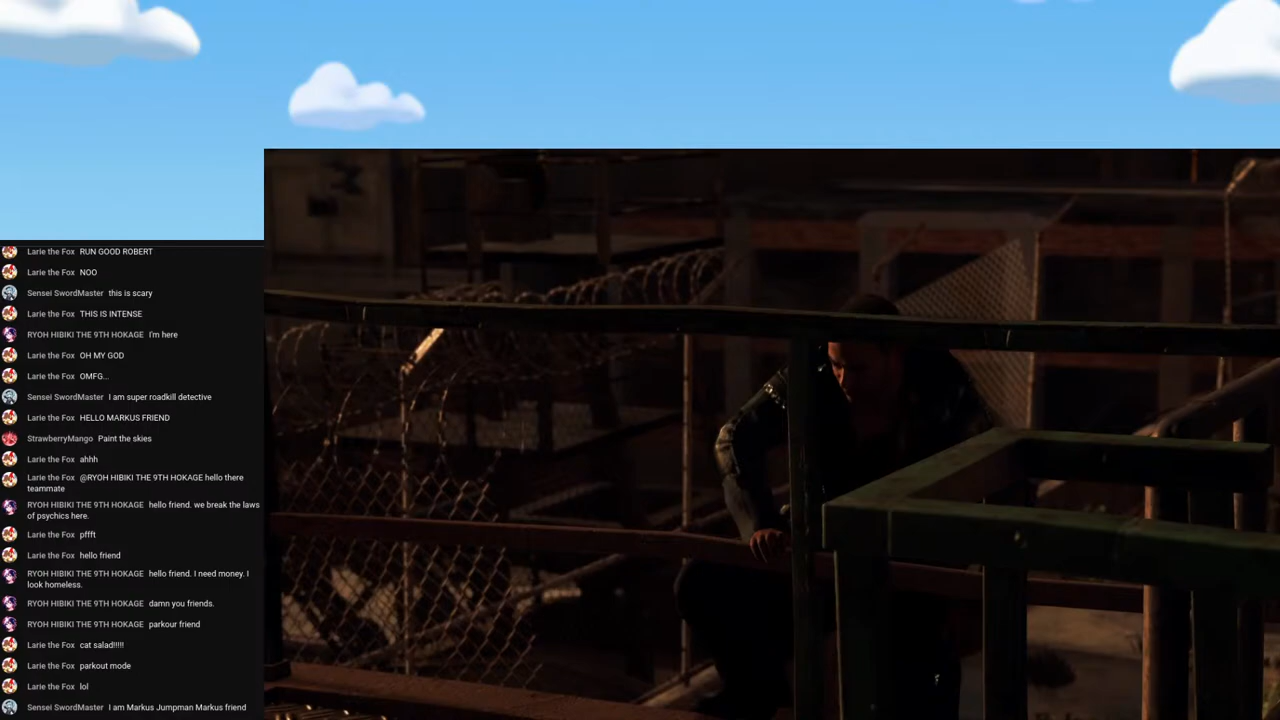 Larie the Fox RUN GOOD ROBERT
Larie the Fox NOO
Sensei SwordMaster this is scary
Larie the Fox THIS IS INTENSE
RYOH HIBIKI THE 9TH HOKAGE I'm here
Larie the Fox OH MY GOD
Larie the Fox OMFG...
Sensei SwordMaster I am super roadkill detective
Larie the Fox HELLO MARKUS FRIEND
StrawberryMango Paint the skies
Larie the Fox ahhh
Larie the Fox @RYOH HIBIKI THE 9TH HOKAGE hello there
teammate
RYOH HIBIKI THE 9TH HOKAGE hello friend. we break the laws
of psychics here.
Larie the Fox pffft
Larie the Fox hello friend
RYOH HIBIKI THE 9TH HOKAGE hello friend. I need money. I
look homeless.
RYOH HIBIKI THE 9TH HOKAGE damn you friends.
RYOH HIBIKI THE 9TH HOKAGE parkour friend
Larie the Fox cat salad!!!!!
Larie the Fox parkout mode
Larie the Fox lol
Sensei SwordMaster I am Markus Jumpman Markus friend